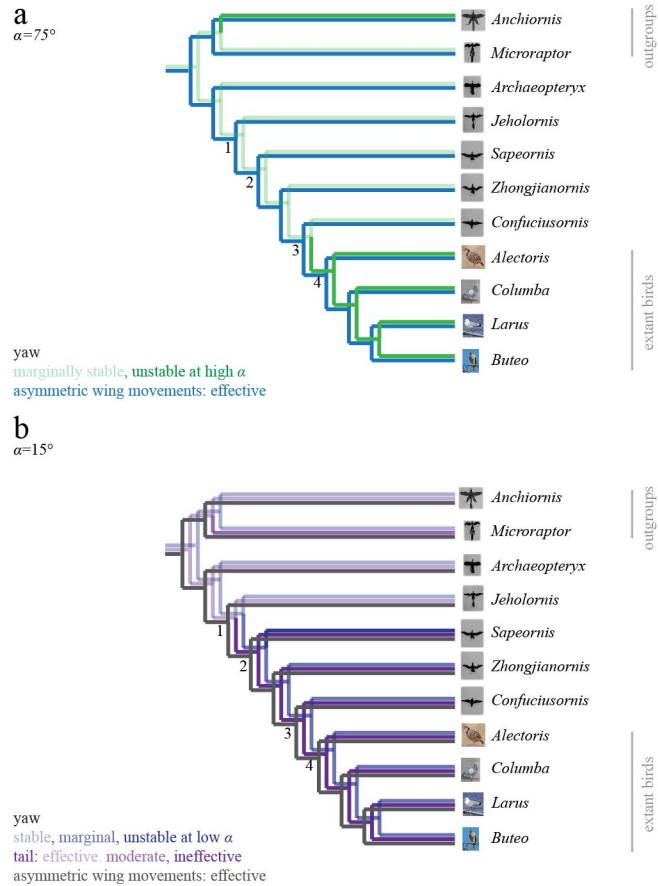 a
α=75°
Anchiornis
Microraptor
outgroups
Archaeopteryx
Jeholornis
1
Sapeornis
2
Zhongjianornis
Confuciusornis
3
Alectoris
4
Columba
Larus
Buteo
extant birds
yaw
marginally stable, unstable at high α
asymmetric wing movements: effective
b
α=15°
Anchiornis
Microraptor
outgroups
Archaeopteryx
Jeholornis
1
Sapeornis
2
Zhongjianornis
Confuciusornis
3
Alectoris
4
Columba
Larus
Buteo
extant birds
yaw
stable, marginal, unstable at low α
tail: effective, moderate, ineffective
asymmetric wing movements: effective